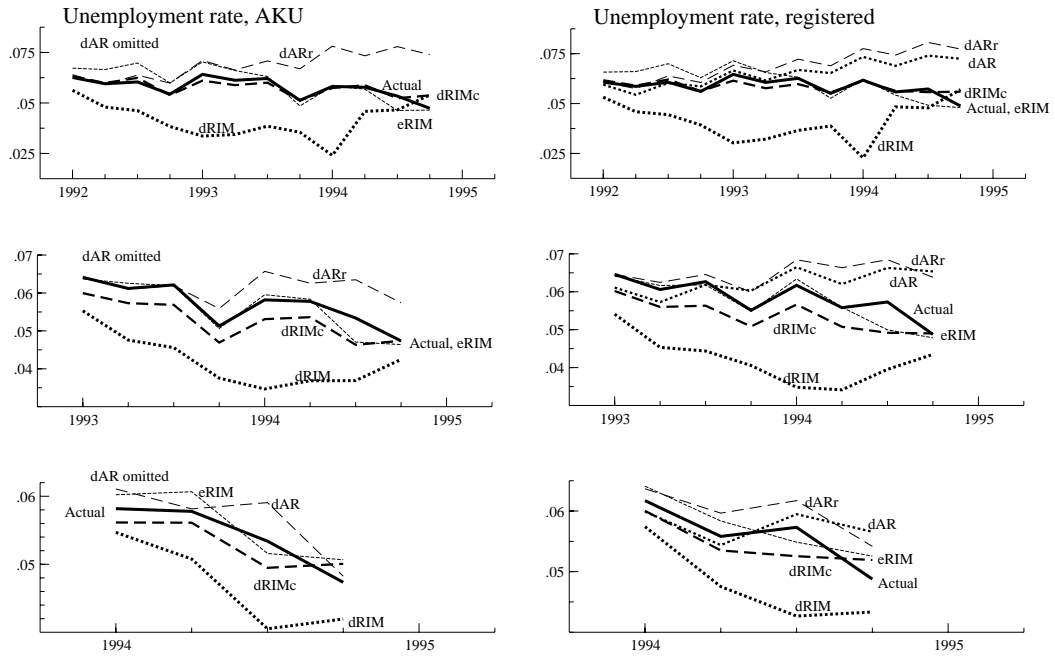 Unemployment rate, AKU
dAR omitted
dARr
.075
.05
.025
Actual
dRIMc
eRIM
dRIM
1992
1993
1994
1995
Unemployment rate, registered
dARr
dAR
.075
.05
.025
dRIMc
Actual, eRIM
dRIM
1992
1993
1994
1995
dAR omitted
dARr
.07
.06
.05
.04
dRIMc
Actual, eRIM
dRIM
1993
1994
1995
dARr
dAR
.07
.06
.05
.04
Actual
dRIMc
eRIM
dRIM
1993
1994
1995
dAR omitted
eRIM
dAR
.06
.05
Actual
dRIMc
dRIM
1994
1995
dARr
dAR
.06
.05
eRIM
dRIMc
Actual
dRIM
1994
1995